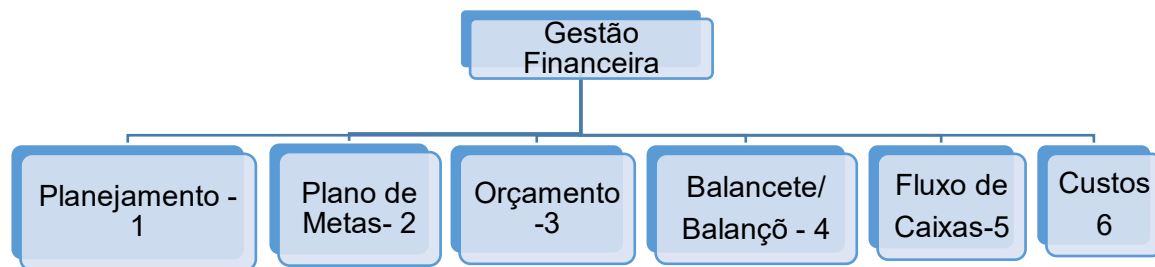 Gestão
Financeira
Planejamento -
1
Plano de
Metas- 2
Orçamento
-3
Balancete/
Balançõ - 4
Fluxo de
Caixas-5
Custos
6